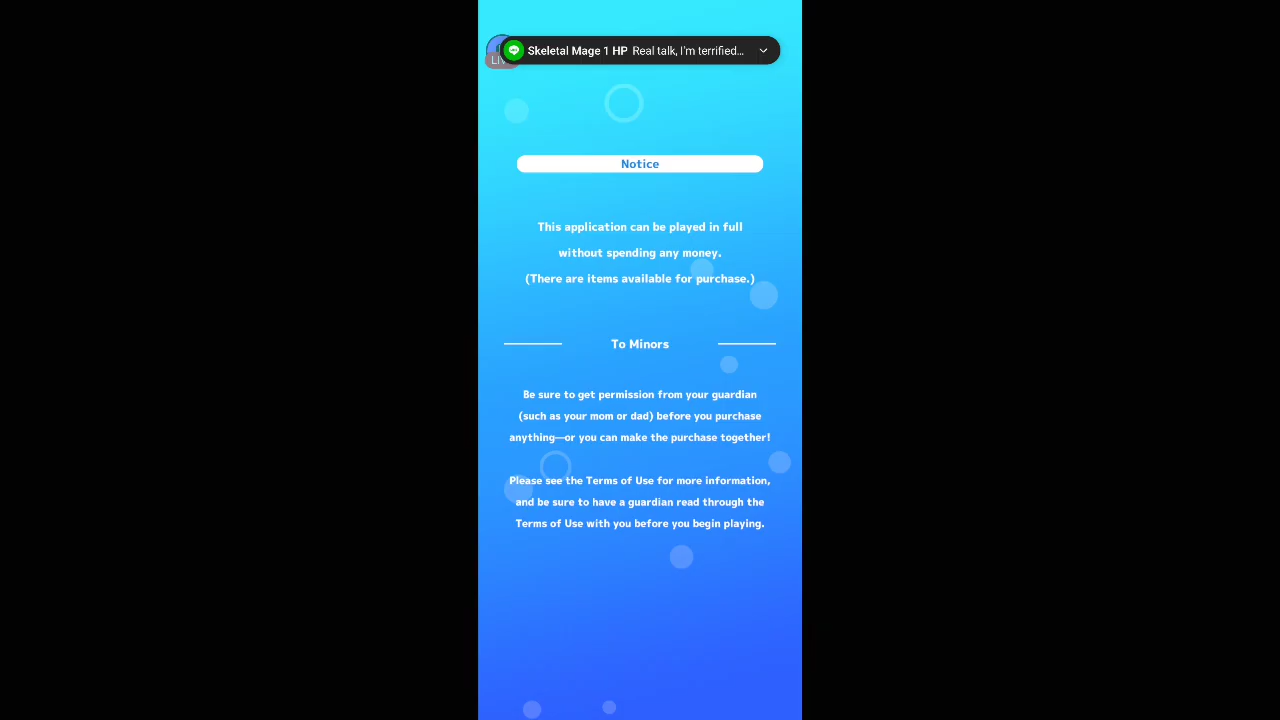 Skeletal Mage 1 HP Real talk, I'm terrified...
LIV
Notice
This application can be played in full
without spending any money.
(There are items available for purchase.)
To Minors
Be sure to get permission from your guardian
(such as your mom or dad) before you purchase
anything—or you can make the purchase together!
Please see the Terms of Use for more information,
and be sure to have a guardian read through the
Terms of Use with you before you begin playing.